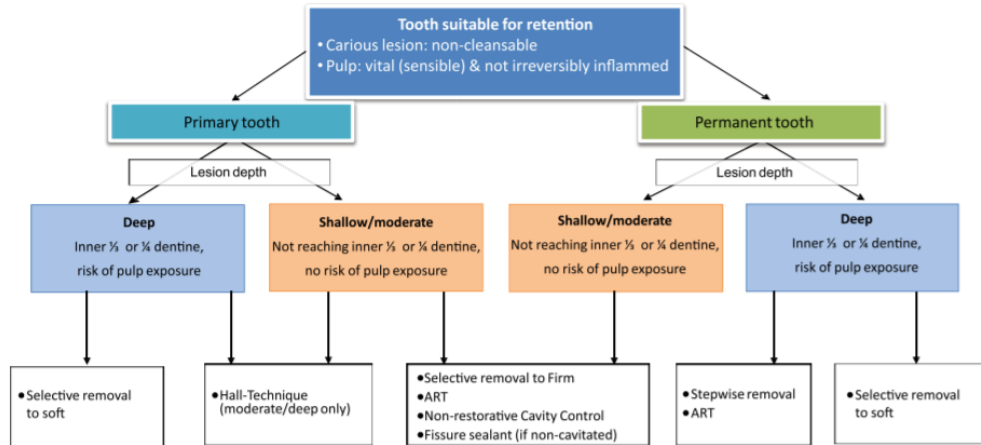 Tooth suitable for retention
• Carious lesion: non-cleansable
• Pulp: vital (sensible) & not irreversibly inflammed
Primary tooth
Permanent tooth
Lesion depth
Lesion depth
Deep
Inner ⅓ or ¼ dentine,
risk of pulp exposure
Shallow/moderate
Not reaching inner ⅓ or ¼ dentine,
no risk of pulp exposure
Shallow/moderate
Not reaching inner ⅓ or ¼ dentine,
no risk of pulp exposure
Deep
Inner ⅓ or ¼ dentine,
risk of pulp exposure
●Selective removal
to soft
●Hall-Technique
(moderate/deep only)
●Selective removal to Firm
●ART
●Non-restorative Cavity Control
●Fissure sealant (if non-cavitated)
●Stepwise removal
●ART
●Selective removal
to soft